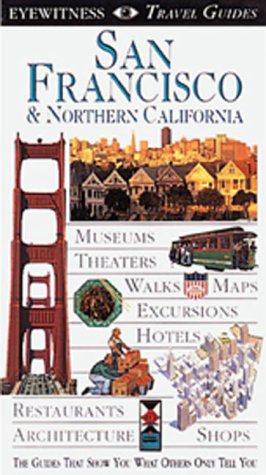 EYEWITNESS TRAVEL GUIDES
SAN
FRANCISCO
& NORTHERN CALIFORNIA
MUSEUMS
THEATERS
WALKS MAPS
EXCURSIONS
HOTELS
RESTAURANTS
ARCHITECTURE SHOPS
THE GUIDES THAT SHOW YOU WHAT OTHERS ONLY TELL YOU